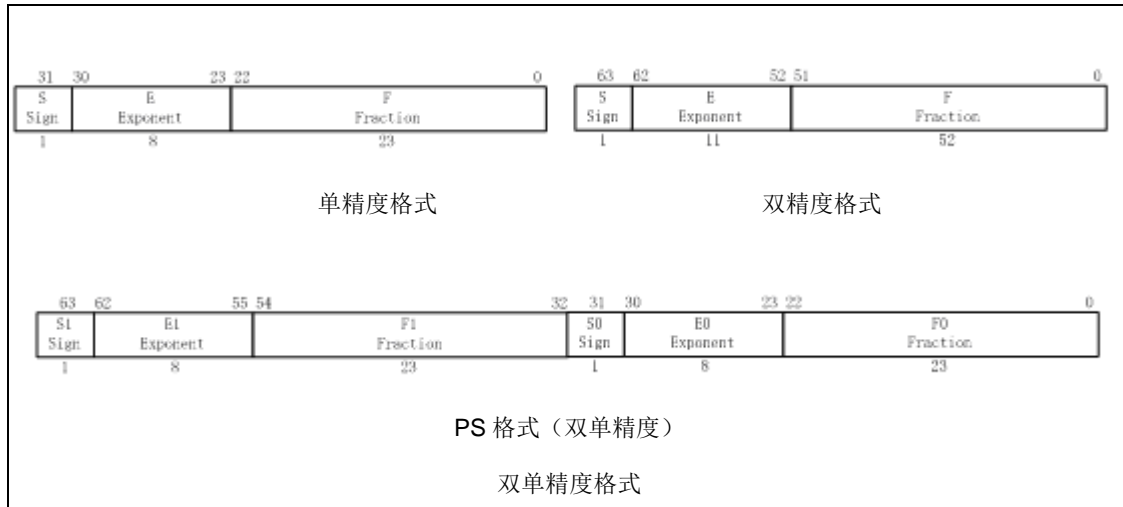 31 30 23 22 0 63 62 52 51 0
S E F S E F
Sign Exponent Fraction Sign Exponent Fraction
1 8 23 1 11 52
单精度格式 双精度格式
63 62 55 54 32 31 30 23 22 0
S1 E1 F1 S0 E0 F0
Sign Exponent Fraction Sign Exponent Fraction
1 8 23 1 8 23
PS 格式（双单精度）
双单精度格式